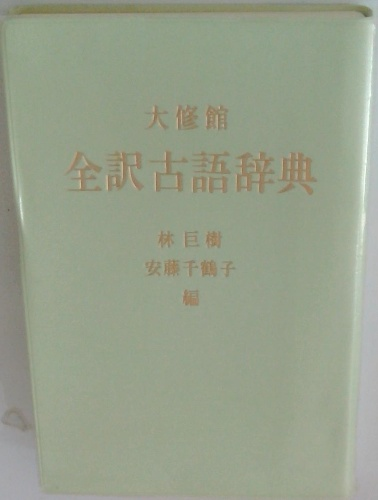 大修館
全訳古語辞典
林巨樹
安藤千鶴子
編